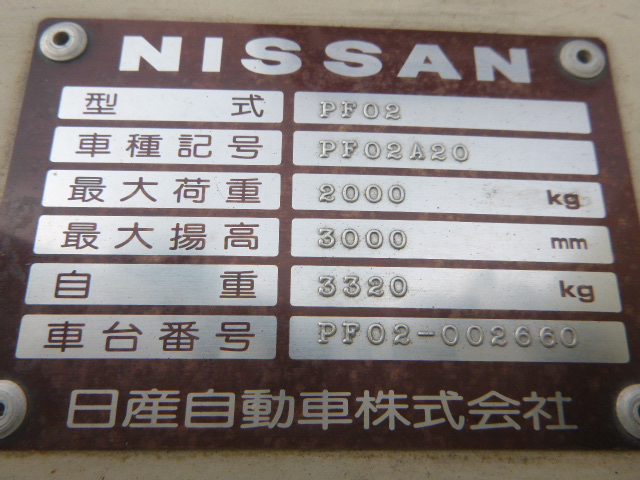 NISSAN
型式 PF02
車種記号 PF02A20
最大荷重 2000 kg
最大揚高 3000 mm
自重 3320 kg
車台番号 PF02-002660
日産自動車株式会社